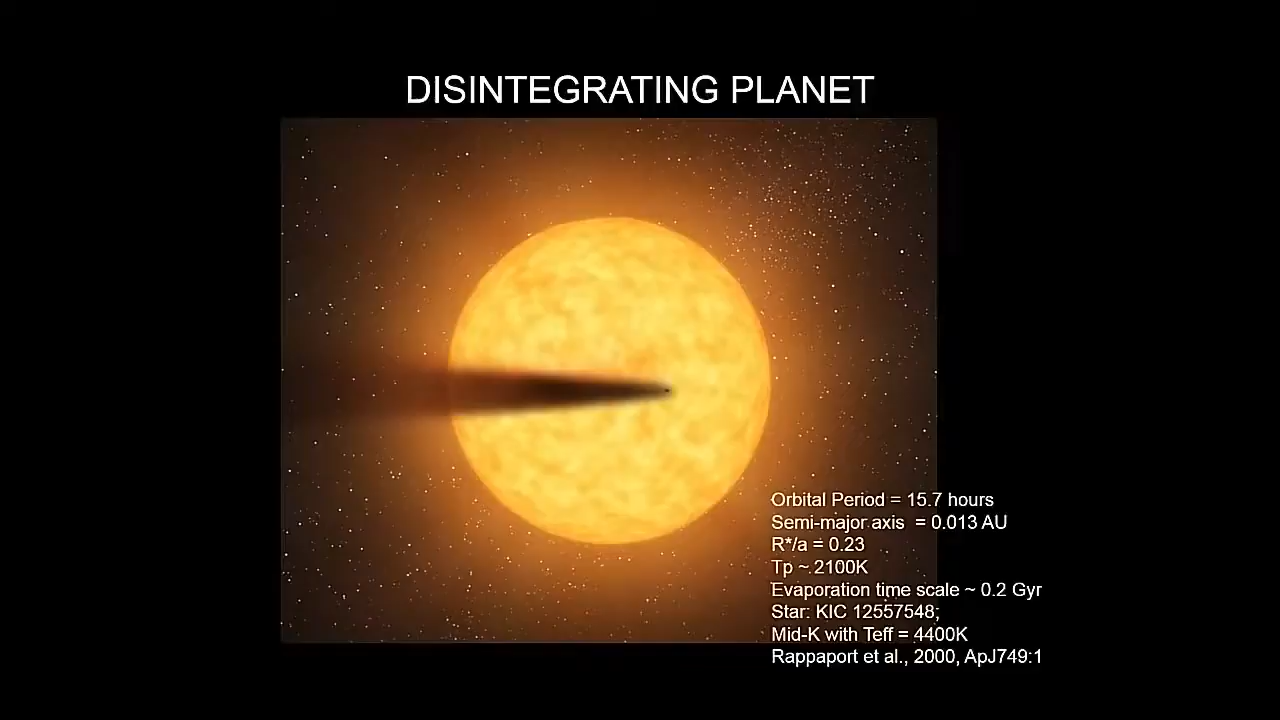 DISINTEGRATING PLANET
Orbital Period = 15.7 hours
Semi-major axis  = 0.013 AU
R*/a = 0.23
Tp ~ 2100K
Evaporation time scale ~ 0.2 Gyr
Star: KIC 12557548;
Mid-K with Teff = 4400K
Rappaport et al., 2000, ApJ749:1